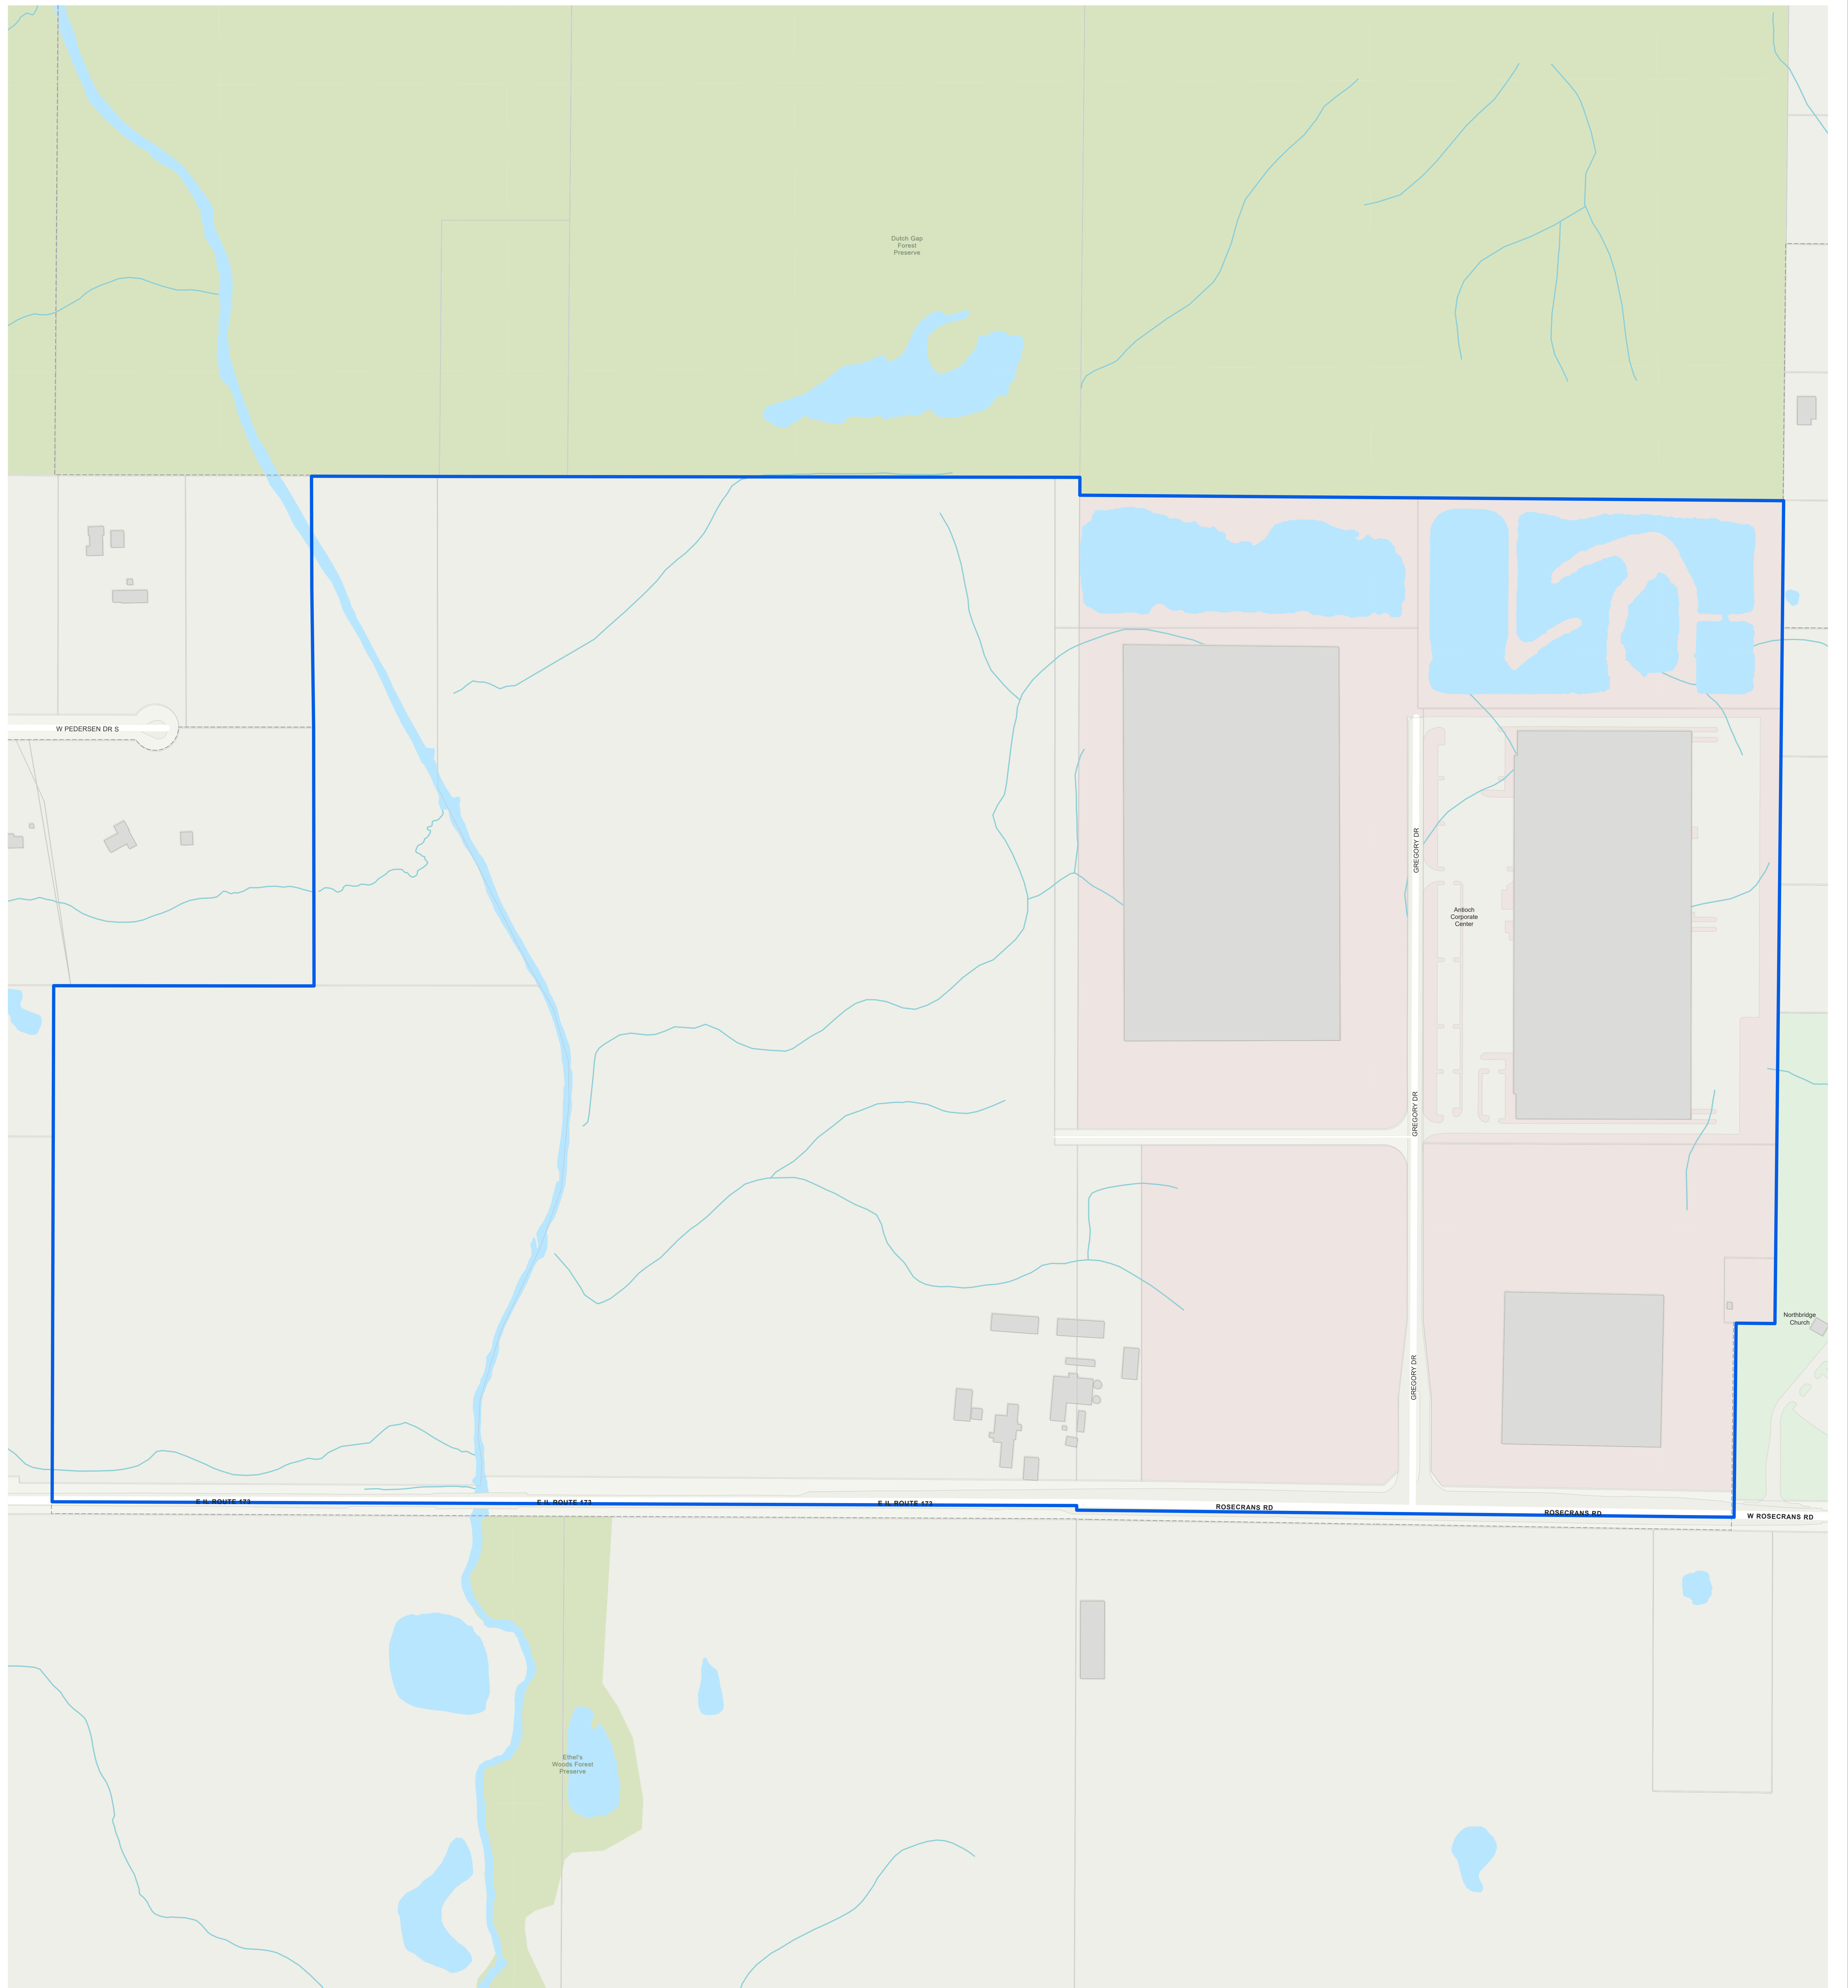 Dutch Gap
Forest
Preserve
W PEDERSEN DR S
GREGORY DR
Antioch
Corporate
Center
GREGORY DR
Northbridge
Church
GREGORY DR
E IL ROUTE 173
E IL ROUTE 173
E IL ROUTE 173
ROSECRANS RD
ROSECRANS RD
W ROSECRANS RD
Ethel's
Woods Forest
Preserve